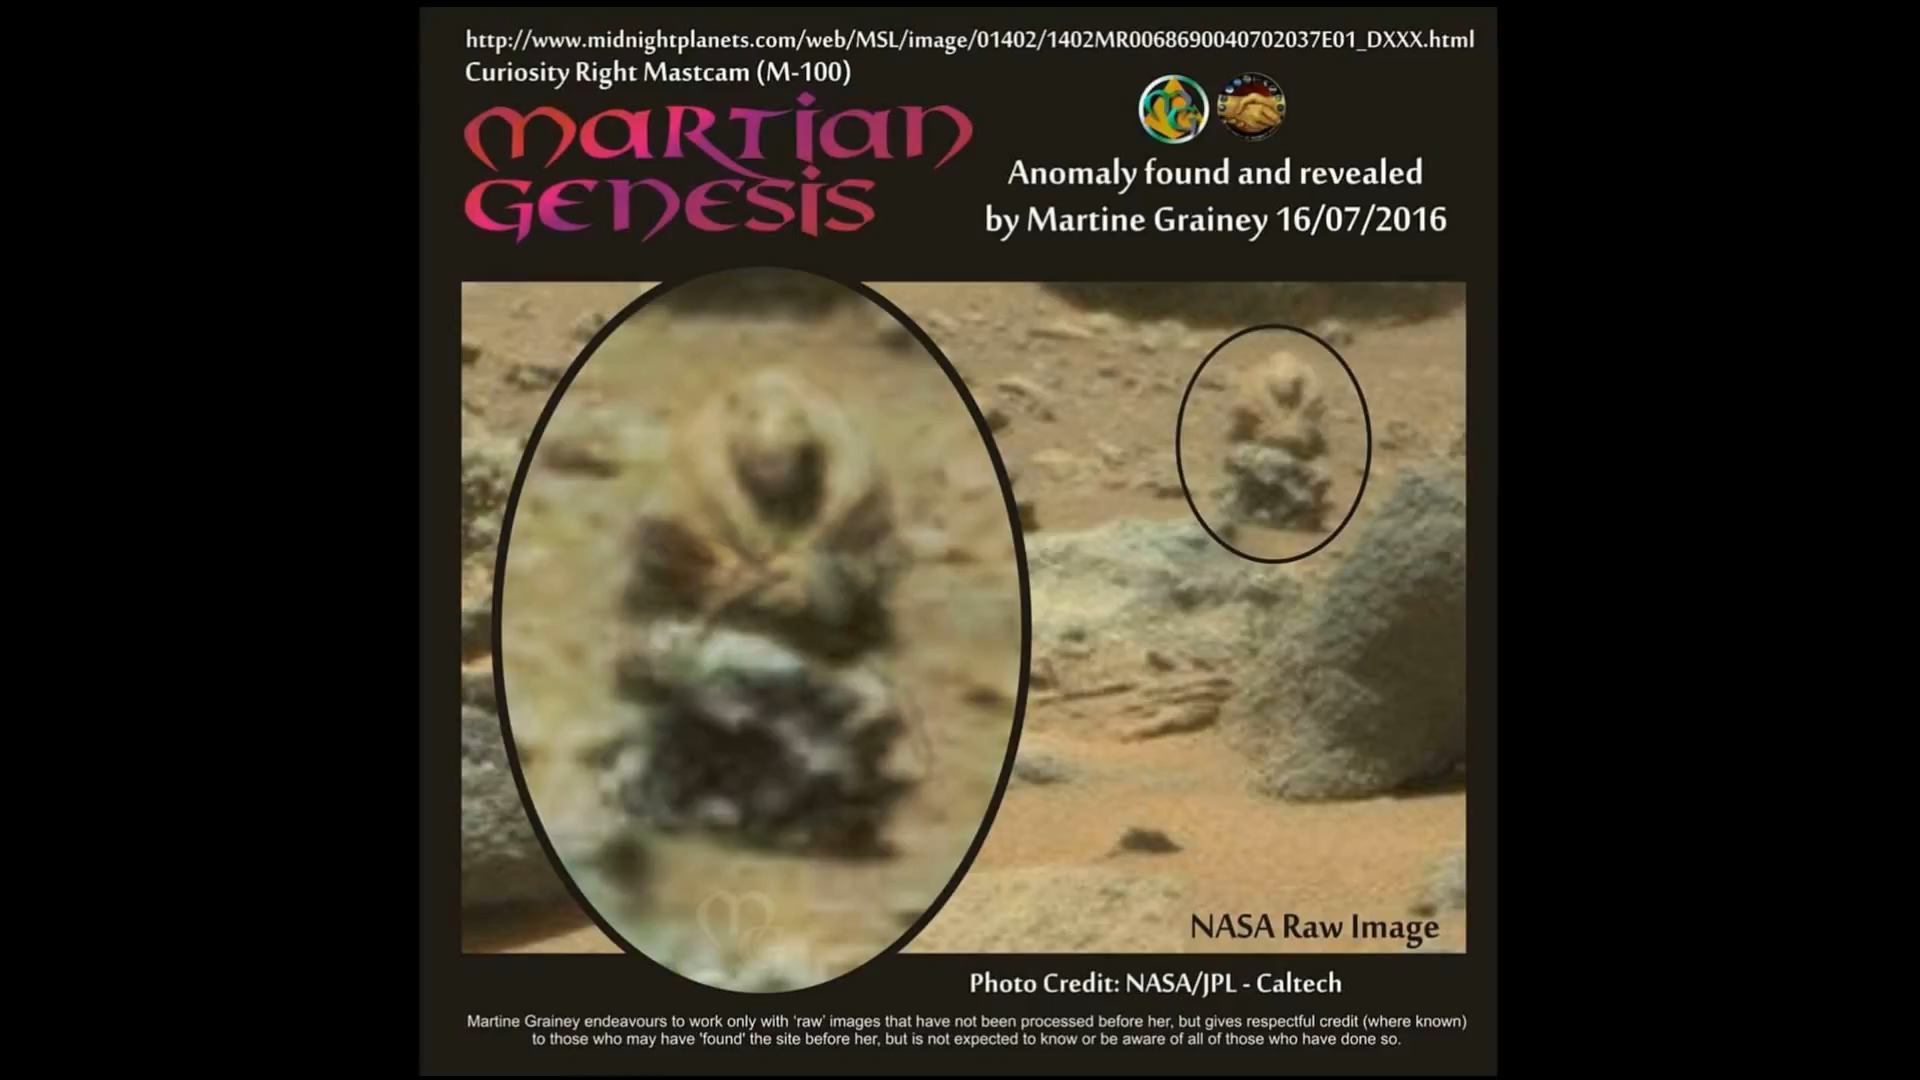 http://www.midnightplanets.com/web/MSL/image/01402/1402MR0068690040702037E01_DXXX.html
Curiosity Right Mastcam (M-100)
MARTIAN
GENESIS
Anomaly found and revealed
by Martine Grainey 16/07/2016
NASA Raw Image
Photo Credit: NASA/JPL - Caltech
Martine Grainey endeavours to work only with ‘raw’ images that have not been processed before her, but gives respectful credit (where known)
to those who may have 'found' the site before her, but is not expected to know or be aware of all of those who have done so.